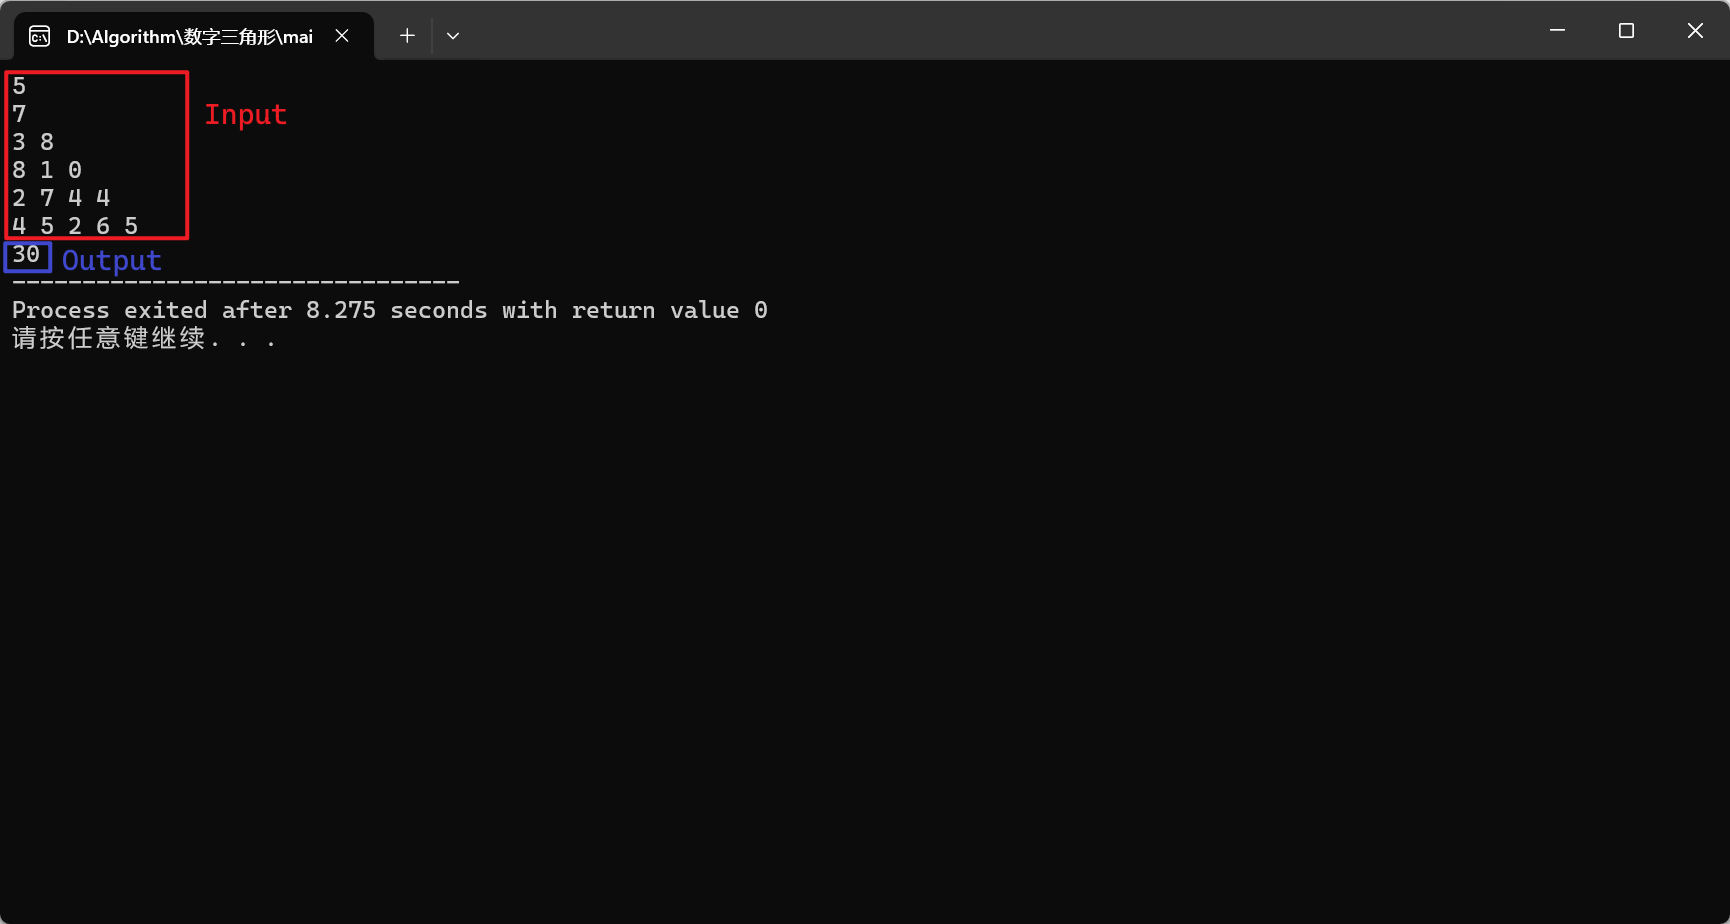 D:\Algorithm\数字三角形\mai
5
7
Input
3 8
8 1 0
2 7 4 4
4 5 2 6 5
30
Output
--------------------------------
Process exited after 8.275 seconds with return value 0
请按任意键继续. . .